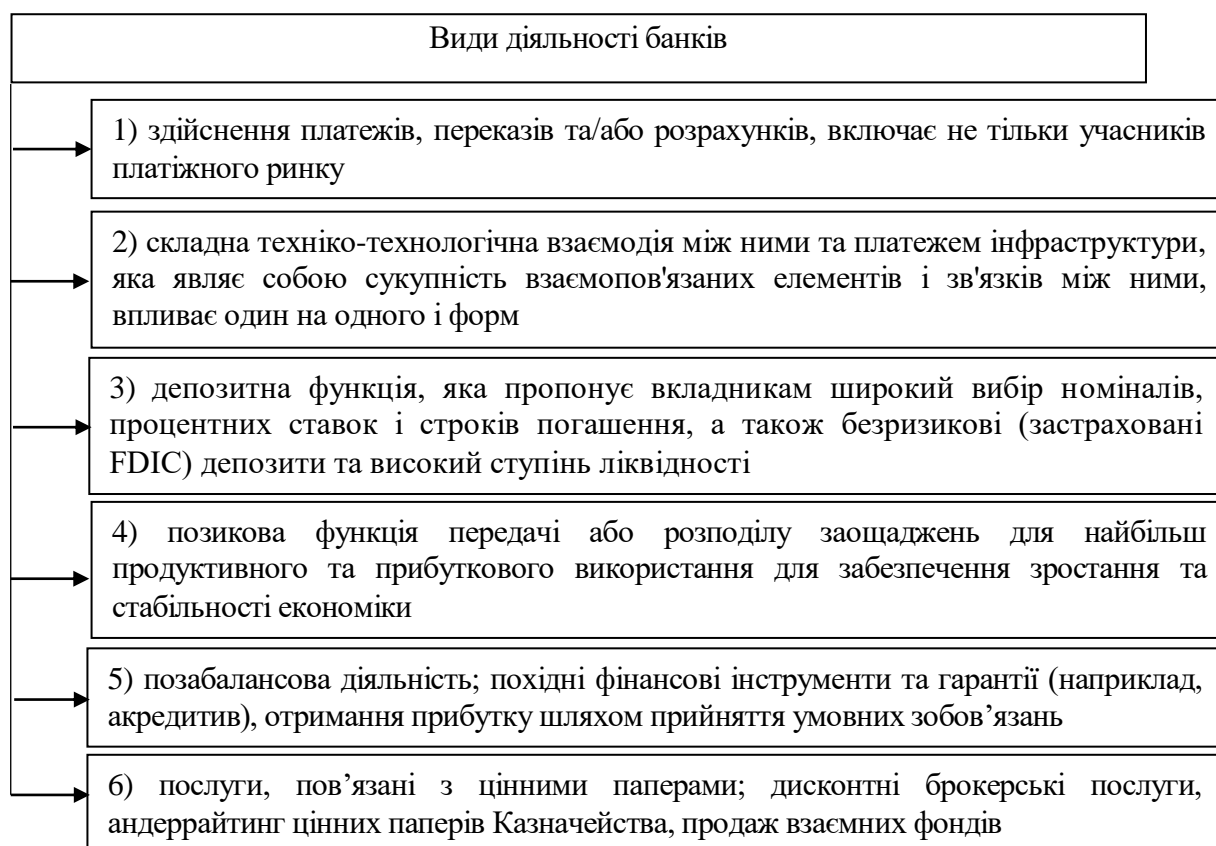 Види діяльності банків
1) здійснення платежів, переказів та/або розрахунків, включає не тільки учасників
платіжного ринку
2) складна техніко-технологічна взаємодія між ними та платежем інфраструктури,
яка являє собою сукупність взаємопов'язаних елементів і зв'язків між ними,
впливає один на одного і форм
3) депозитна функція, яка пропонує вкладникам широкий вибір номіналів,
процентних ставок і строків погашення, а також безризикові (застраховані
FDIC) депозити та високий ступінь ліквідності
4) позикова функція передачі або розподілу заощаджень для найбільш
продуктивного та прибуткового використання для забезпечення зростання та
стабільності економіки
5) позабалансова діяльність; похідні фінансові інструменти та гарантії (наприклад,
акредитив), отримання прибутку шляхом прийняття умовних зобов’язань
6) послуги, пов’язані з цінними паперами; дисконтні брокерські послуги,
андеррайтинг цінних паперів Казначейства, продаж взаємних фондів